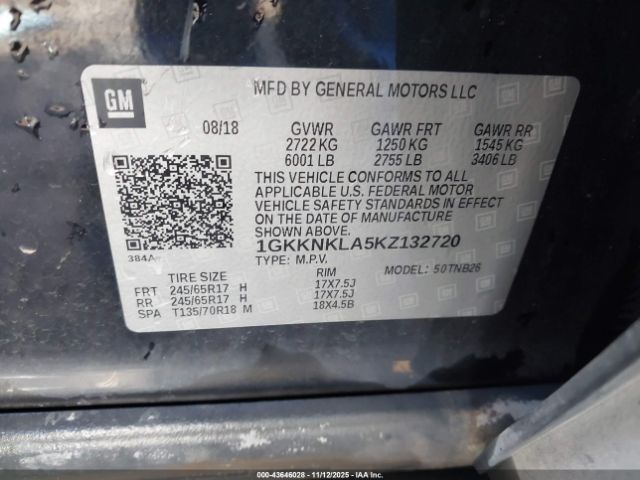 GM
MFD BY GENERAL MOTORS LLC
08/18 GVWR GAWR FRT GAWR RR
2722 KG 1250 KG 1545 KG
6001 LB 2755 LB 3406 LB
THIS VEHICLE CONFORMS TO ALL
APPLICABLE U.S. FEDERAL MOTOR
VEHICLE SAFETY STANDARDS IN
EFFECT ON THE DATE OF MANUFACTURE
SHOWN ABOVE.
1GKKNKLA5KZ132720
384A TYPE: M.P.V. MODEL: 50TNB26
TIRE SIZE RIM
FRT 245/65R17 H 17X7.5J
RR 245/65R17 H 17X7.5J
SPA T135/70R18 M 18X4.5B
000-43646028 - 11/12/2025 - IAAI.COM